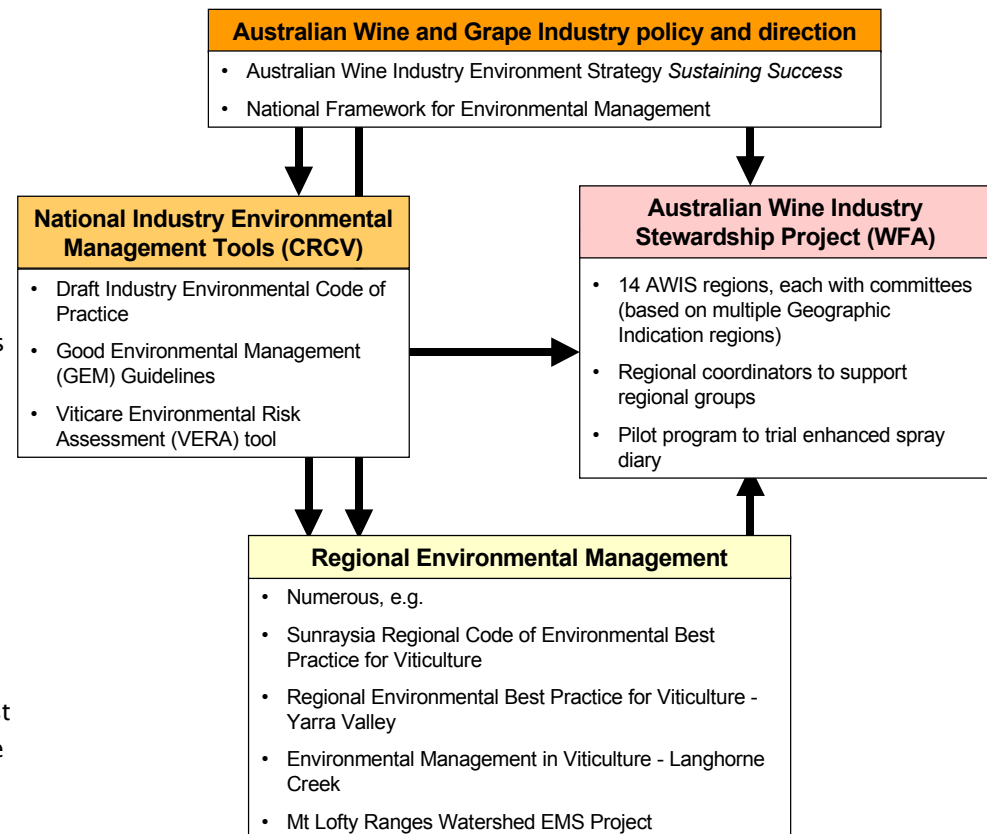 Australian Wine and Grape Industry policy and direction
• Australian Wine Industry Environment Strategy Sustaining Success
• National Framework for Environmental Management
National Industry Environmental
Management Tools (CRCV)
• Draft Industry Environmental Code of
Practice
• Good Environmental Management
(GEM) Guidelines
• Viticare Environmental Risk
Assessment (VERA) tool
Australian Wine Industry
Stewardship Project (WFA)
• 14 AWIS regions, each with committees
(based on multiple Geographic
Indication regions)
• Regional coordinators to support
regional groups
• Pilot program to trial enhanced spray
diary
Regional Environmental Management
• Numerous, e.g.
• Sunraysia Regional Code of Environmental Best
Practice for Viticulture
• Regional Environmental Best Practice for Viticulture -
Yarra Valley
• Environmental Management in Viticulture - Langhorne
Creek
• Mt Lofty Ranges Watershed EMS Project